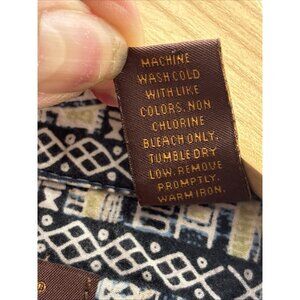 MACHINE
WASH COLD
WITH LIKE
COLORS. NON
CHLORINE
BLEACH ONLY.
TUMBLE DRY
LOW. REMOVE
PROMPTLY.
WARM IRON.
®